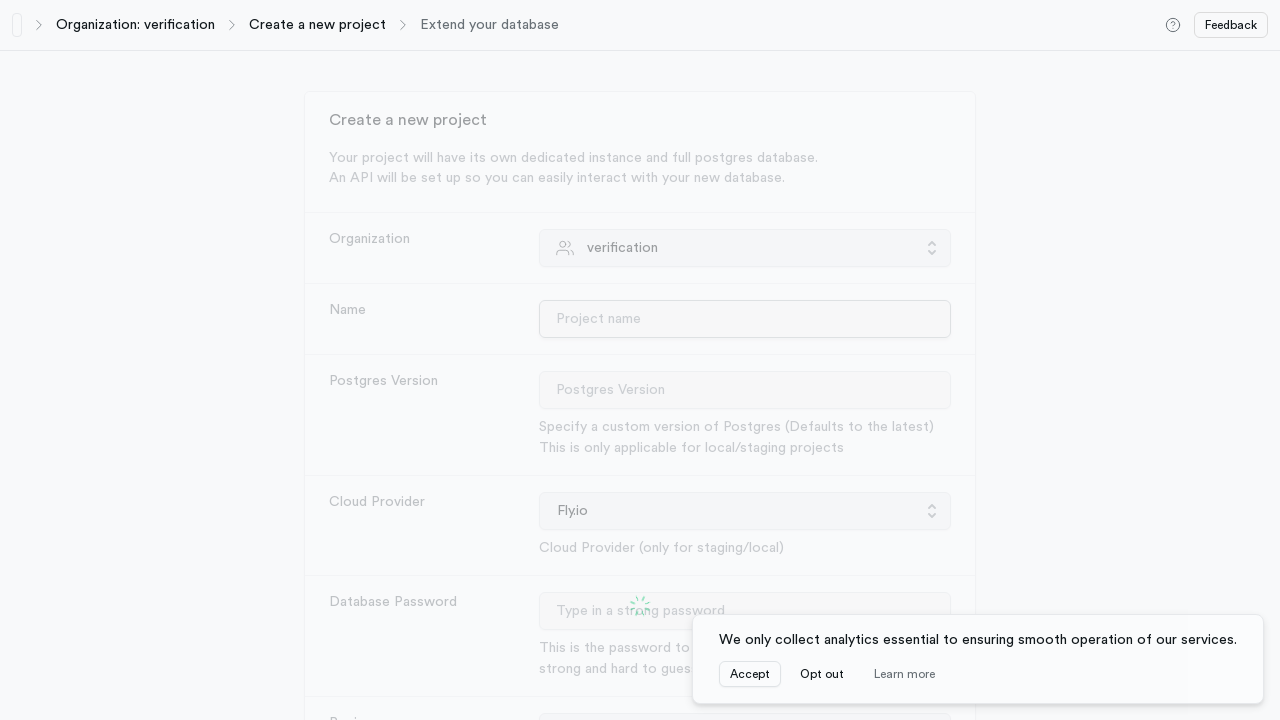 Organization: verification
Create a new project
Extend your database
Feedback
Create a new project
Your project will have its own dedicated instance and full postgres database.
An API will be set up so you can easily interact with your new database.
Organization
verification
Name
Project name
Postgres Version
Postgres Version
Specify a custom version of Postgres (Defaults to the latest)
This is only applicable for local/staging projects
Cloud Provider
Fly.io
Cloud Provider (only for staging/local)
Database Password
Type in a strong password
This is the password to
strong and hard to gues
We only collect analytics essential to ensuring smooth operation of our services.
Accept
Opt out
Learn more